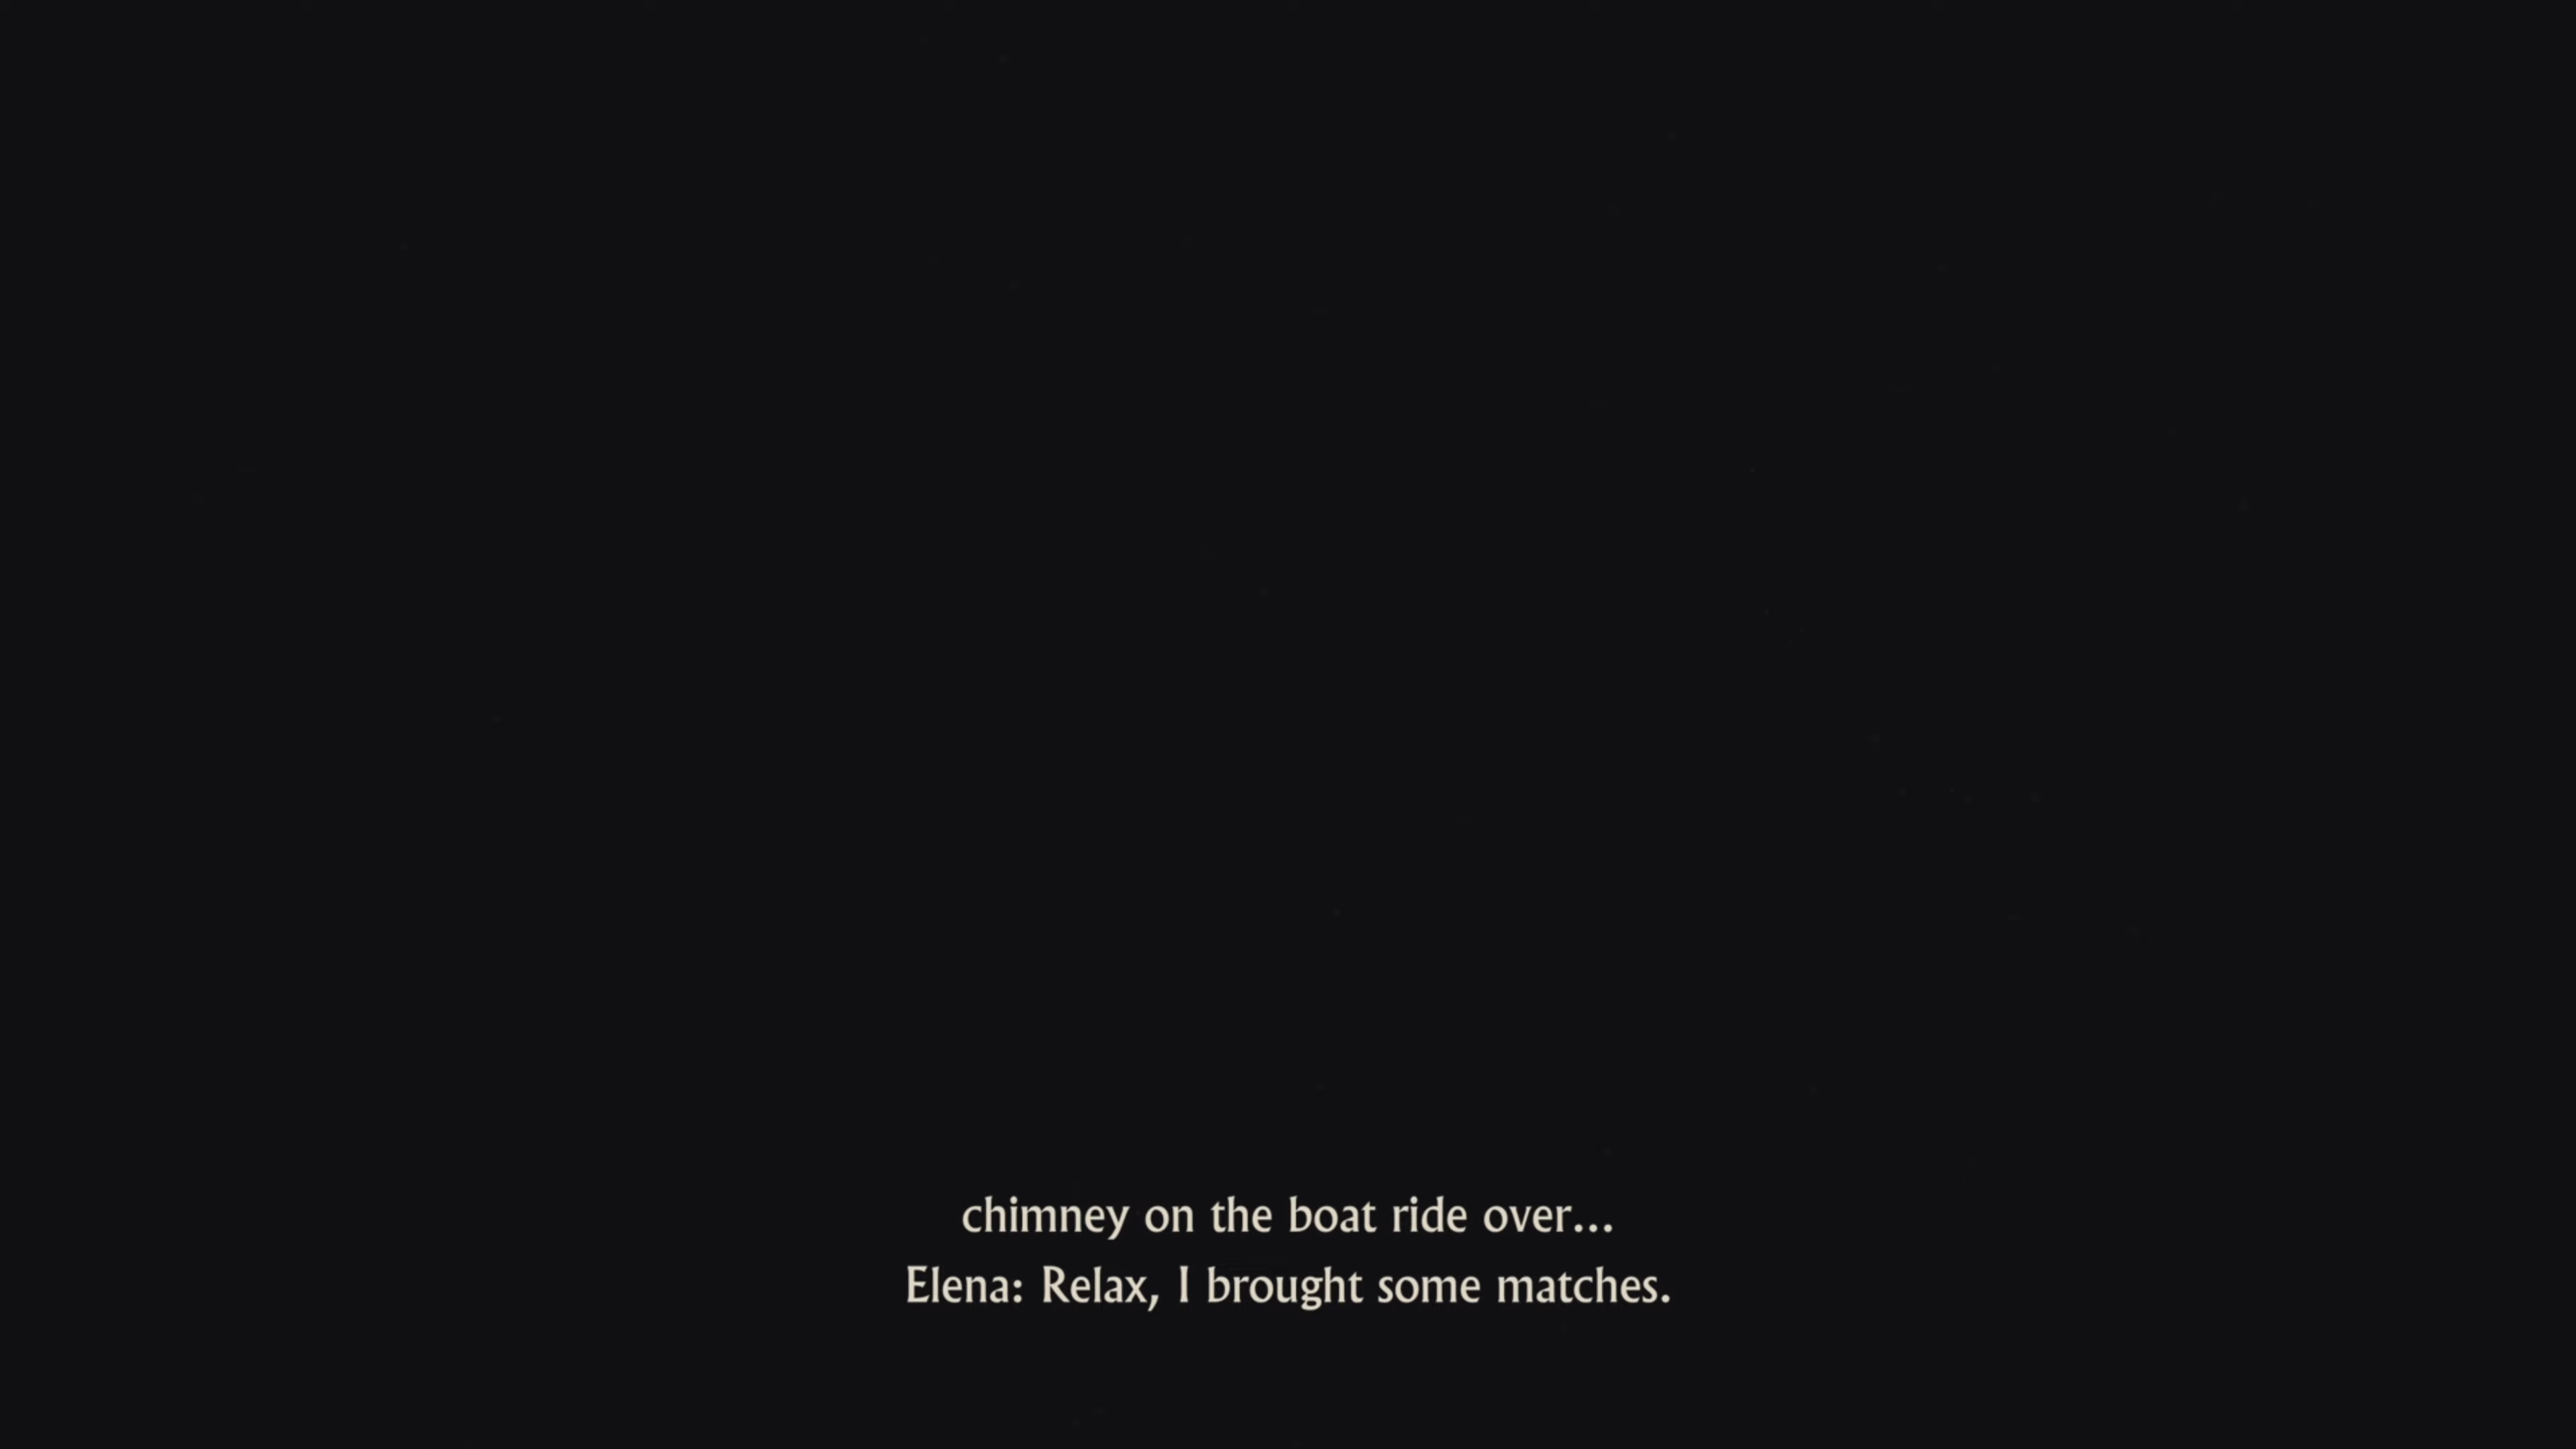 chimney on the boat ride over...
Elena: Relax, I brought some matches.